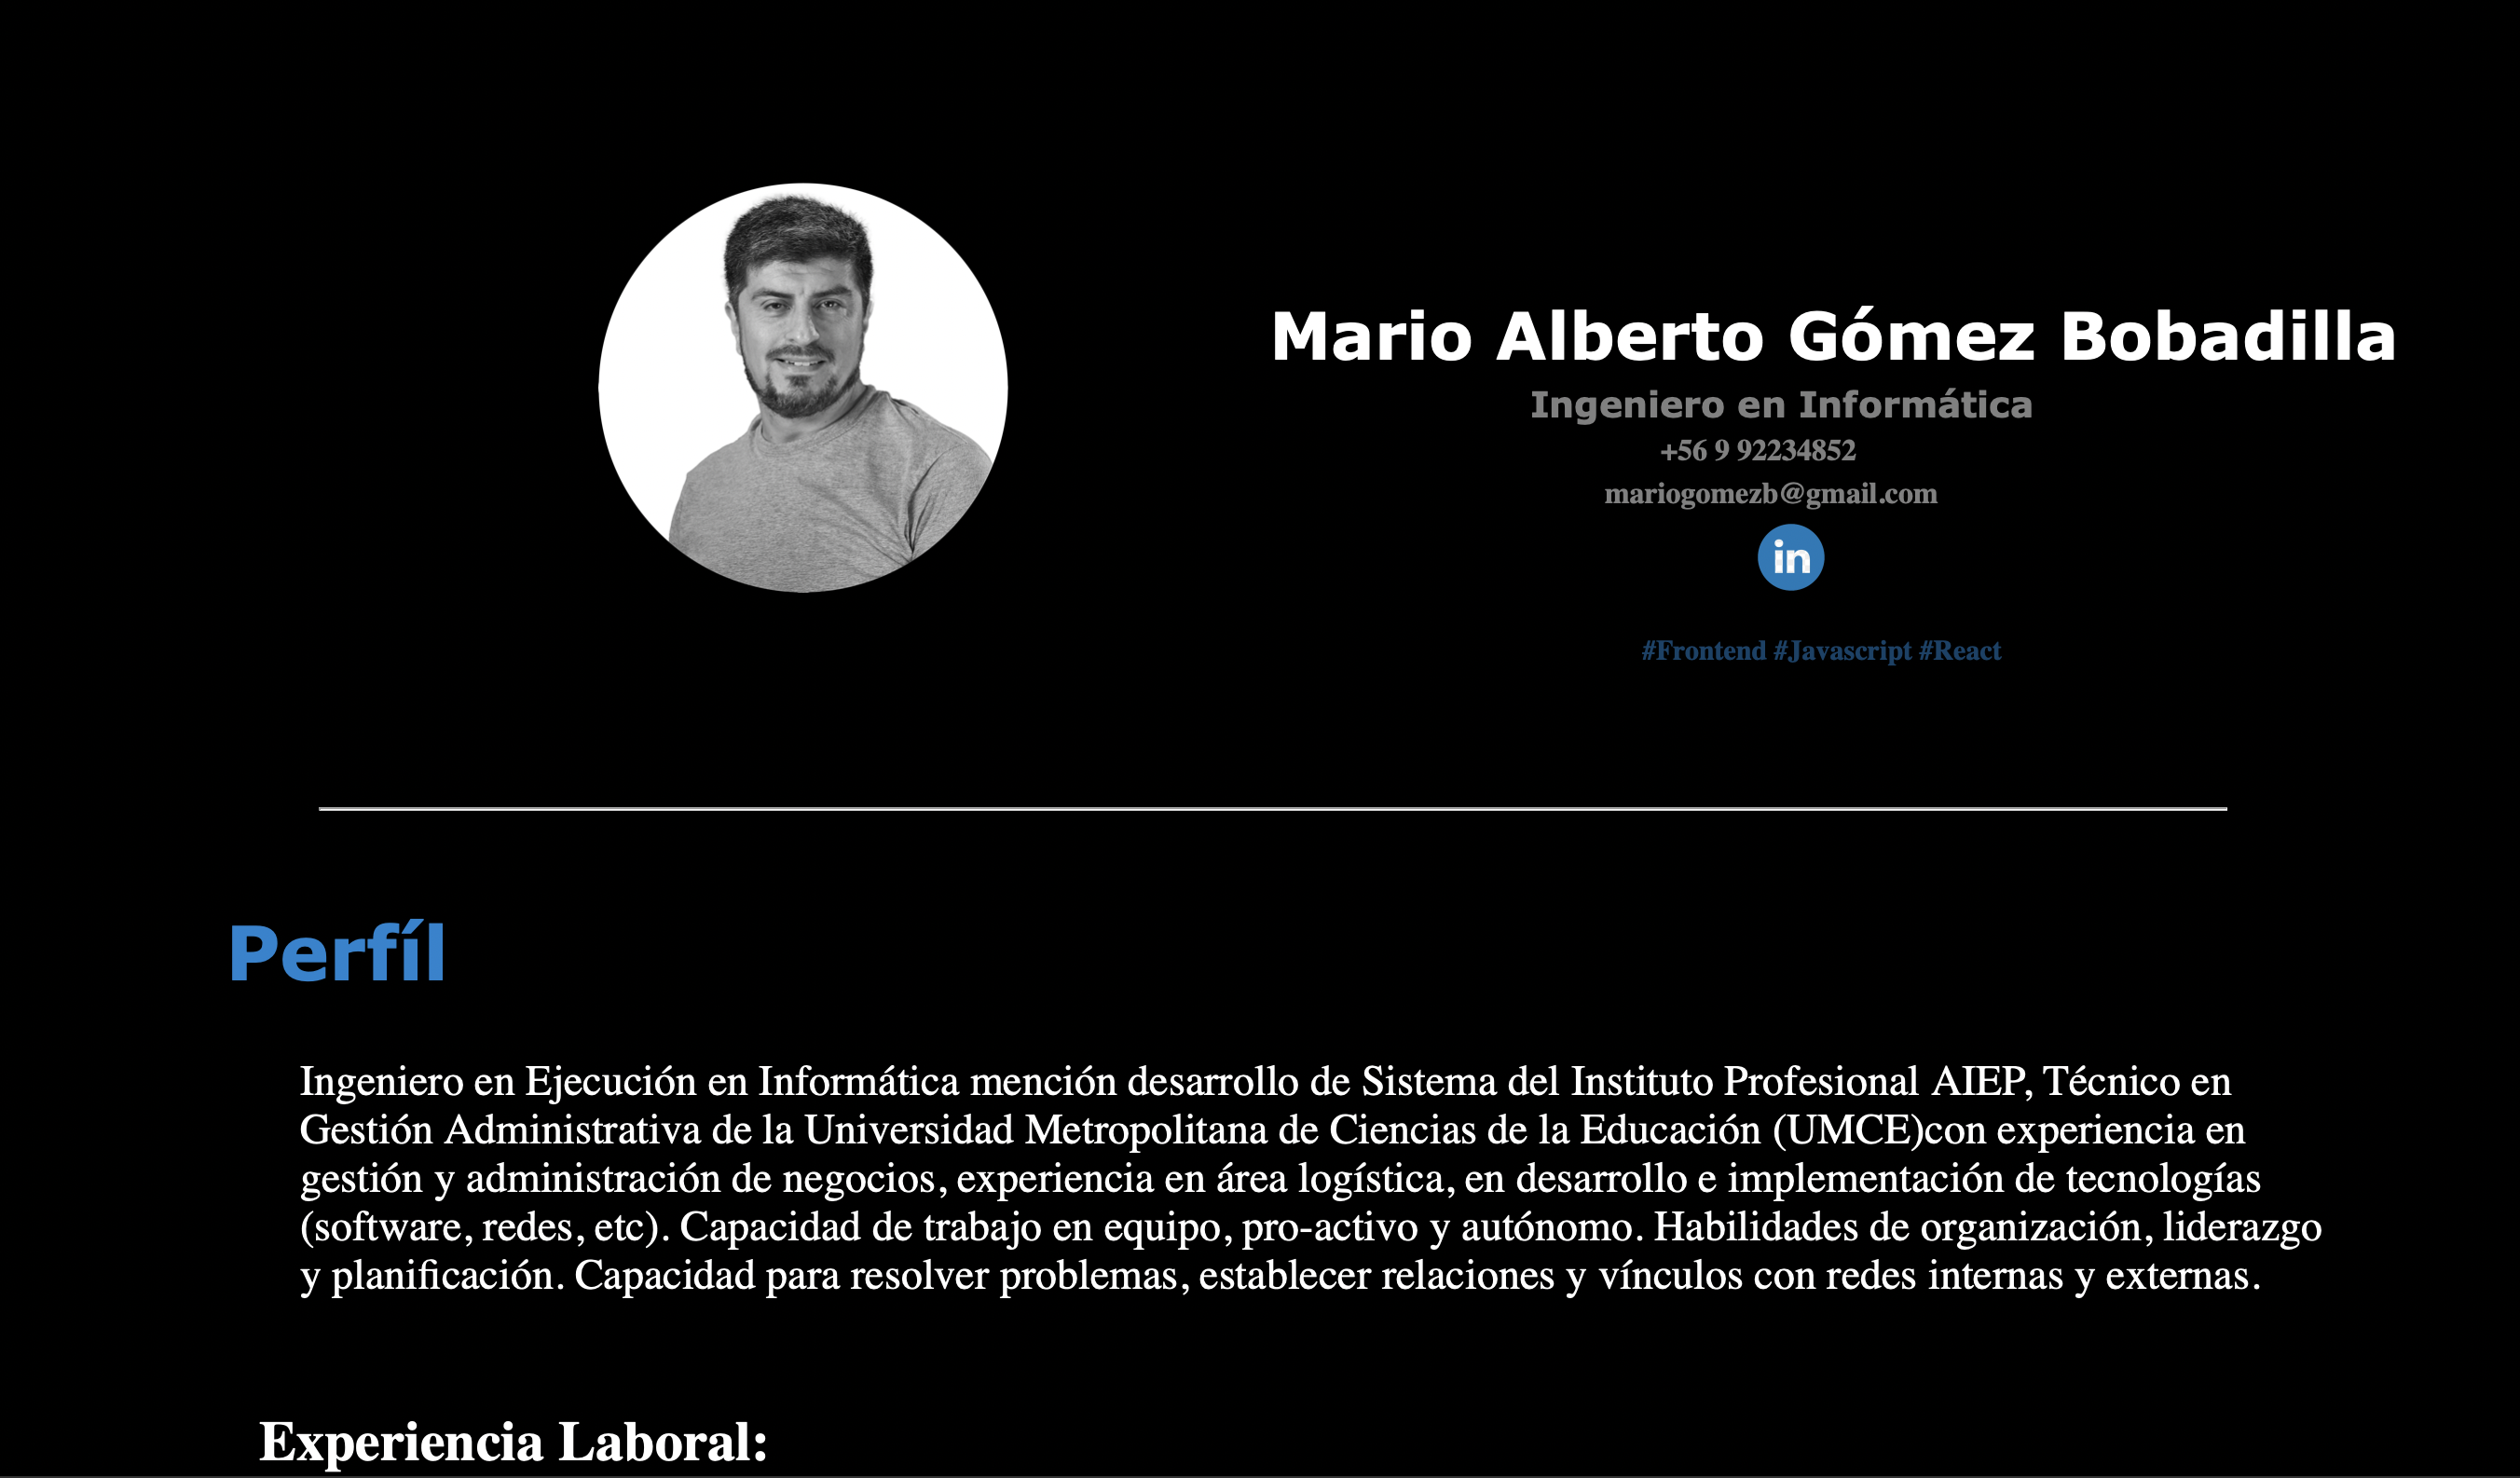 Mario Alberto Gómez Bobadilla
Ingeniero en Informática
+56 9 92234852
mariogomezb@gmail.com
in
#Frontend #Javascript #React
Perfíl
Ingeniero en Ejecución en Informática mención desarrollo de Sistema del Instituto Profesional AIEP, Técnico en
Gestión Administrativa de la Universidad Metropolitana de Ciencias de la Educación (UMCE)con experiencia en
gestión y administración de negocios, experiencia en área logística, en desarrollo e implementación de tecnologías
(software, redes, etc). Capacidad de trabajo en equipo, pro-activo y autónomo. Habilidades de organización, liderazgo
y planificación. Capacidad para resolver problemas, establecer relaciones y vínculos con redes internas y externas.
Experiencia Laboral: